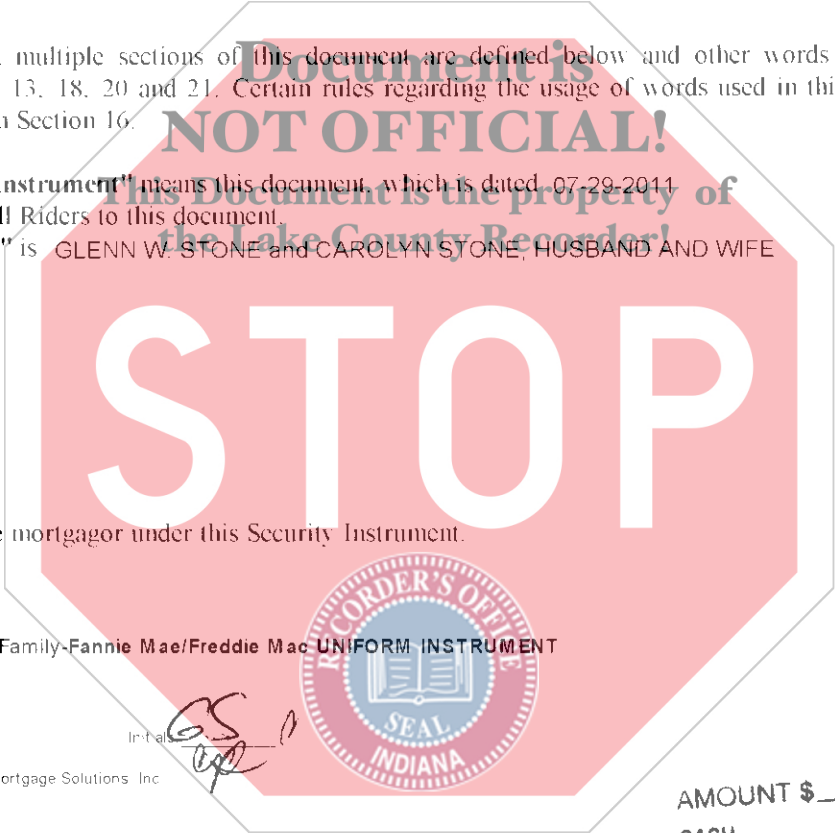 multiple sections of this document are defined below and other words
13, 18, 20 and 21. Certain rules regarding the usage of words used in thi
n Section 16.
Document is
NOT OFFICIAL!
This Document is the property of
the Lake County Recorder!
Instrument" means this document, which is dated 07-29-2011
ll Riders to this document.
" is GLENN W. STONE and CAROLYN STONE, HUSBAND AND WIFE
STOP
e mortgagor under this Security Instrument.
Family-Fannie Mae/Freddie Mac UNIFORM INSTRUMENT
RECORDER'S OFFICE
SEAL
INDIANA
Initials GS
ortgage Solutions Inc
AMOUNT $